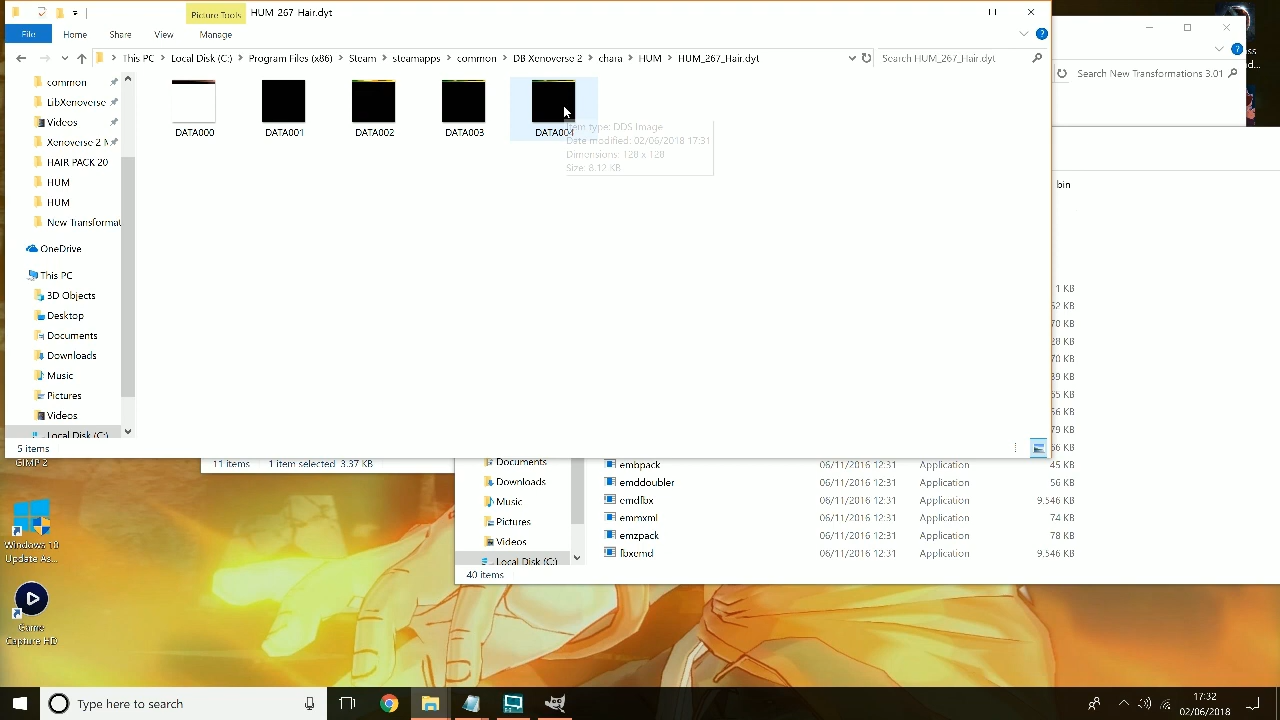 Picture Tools HUM_267_Hair.dyt
File Home Share View Manage
This PC Local Disk (C:) Program Files (x86) Steam steamapps common DB Xenoverse 2 chara HUM HUM_267_Hair.dyt Search HUM_267_Hair.dyt
Search New Transformations 3.01
common
LibXenoverse
Videos
Xenonre 2
HAIR PACK 20
HUM
HUM
New Transformat
OneDrive
This PC
3D Objects
Desktop
Documents
Downloads
Music
Pictures
Videos
Local Disk (C:)
DATA000 DATA001 DATA002 DATA003 DATA004
Item type: DDS Image
Date modified: 02/06/2018 17:31
Dimensions: 128 x 128
Size: 8.12 KB
5 items
bin
1 KB
52 KB
70 KB
28 KB
70 KB
39 KB
65 KB
56 KB
79 KB
66 KB
11 items 1 item selected 3.37 KB
Documents
Downloads
Music
Pictures
Videos
Local Disk (C:)
embpack 06/11/2016 12:31 Application 45 KB
emddoubler 06/11/2016 12:31 Application 56 KB
emdfbx 06/11/2016 12:31 Application 9,546 KB
emmxml 06/11/2016 12:31 Application 74 KB
emzpack 06/11/2016 12:31 Application 78 KB
fbxemd 06/11/2016 12:31 Application 9,546 KB
40 items
GIMP 2
Windows 10
Update As...
Game
Capture HD
Type here to search
17:32
02/06/2018